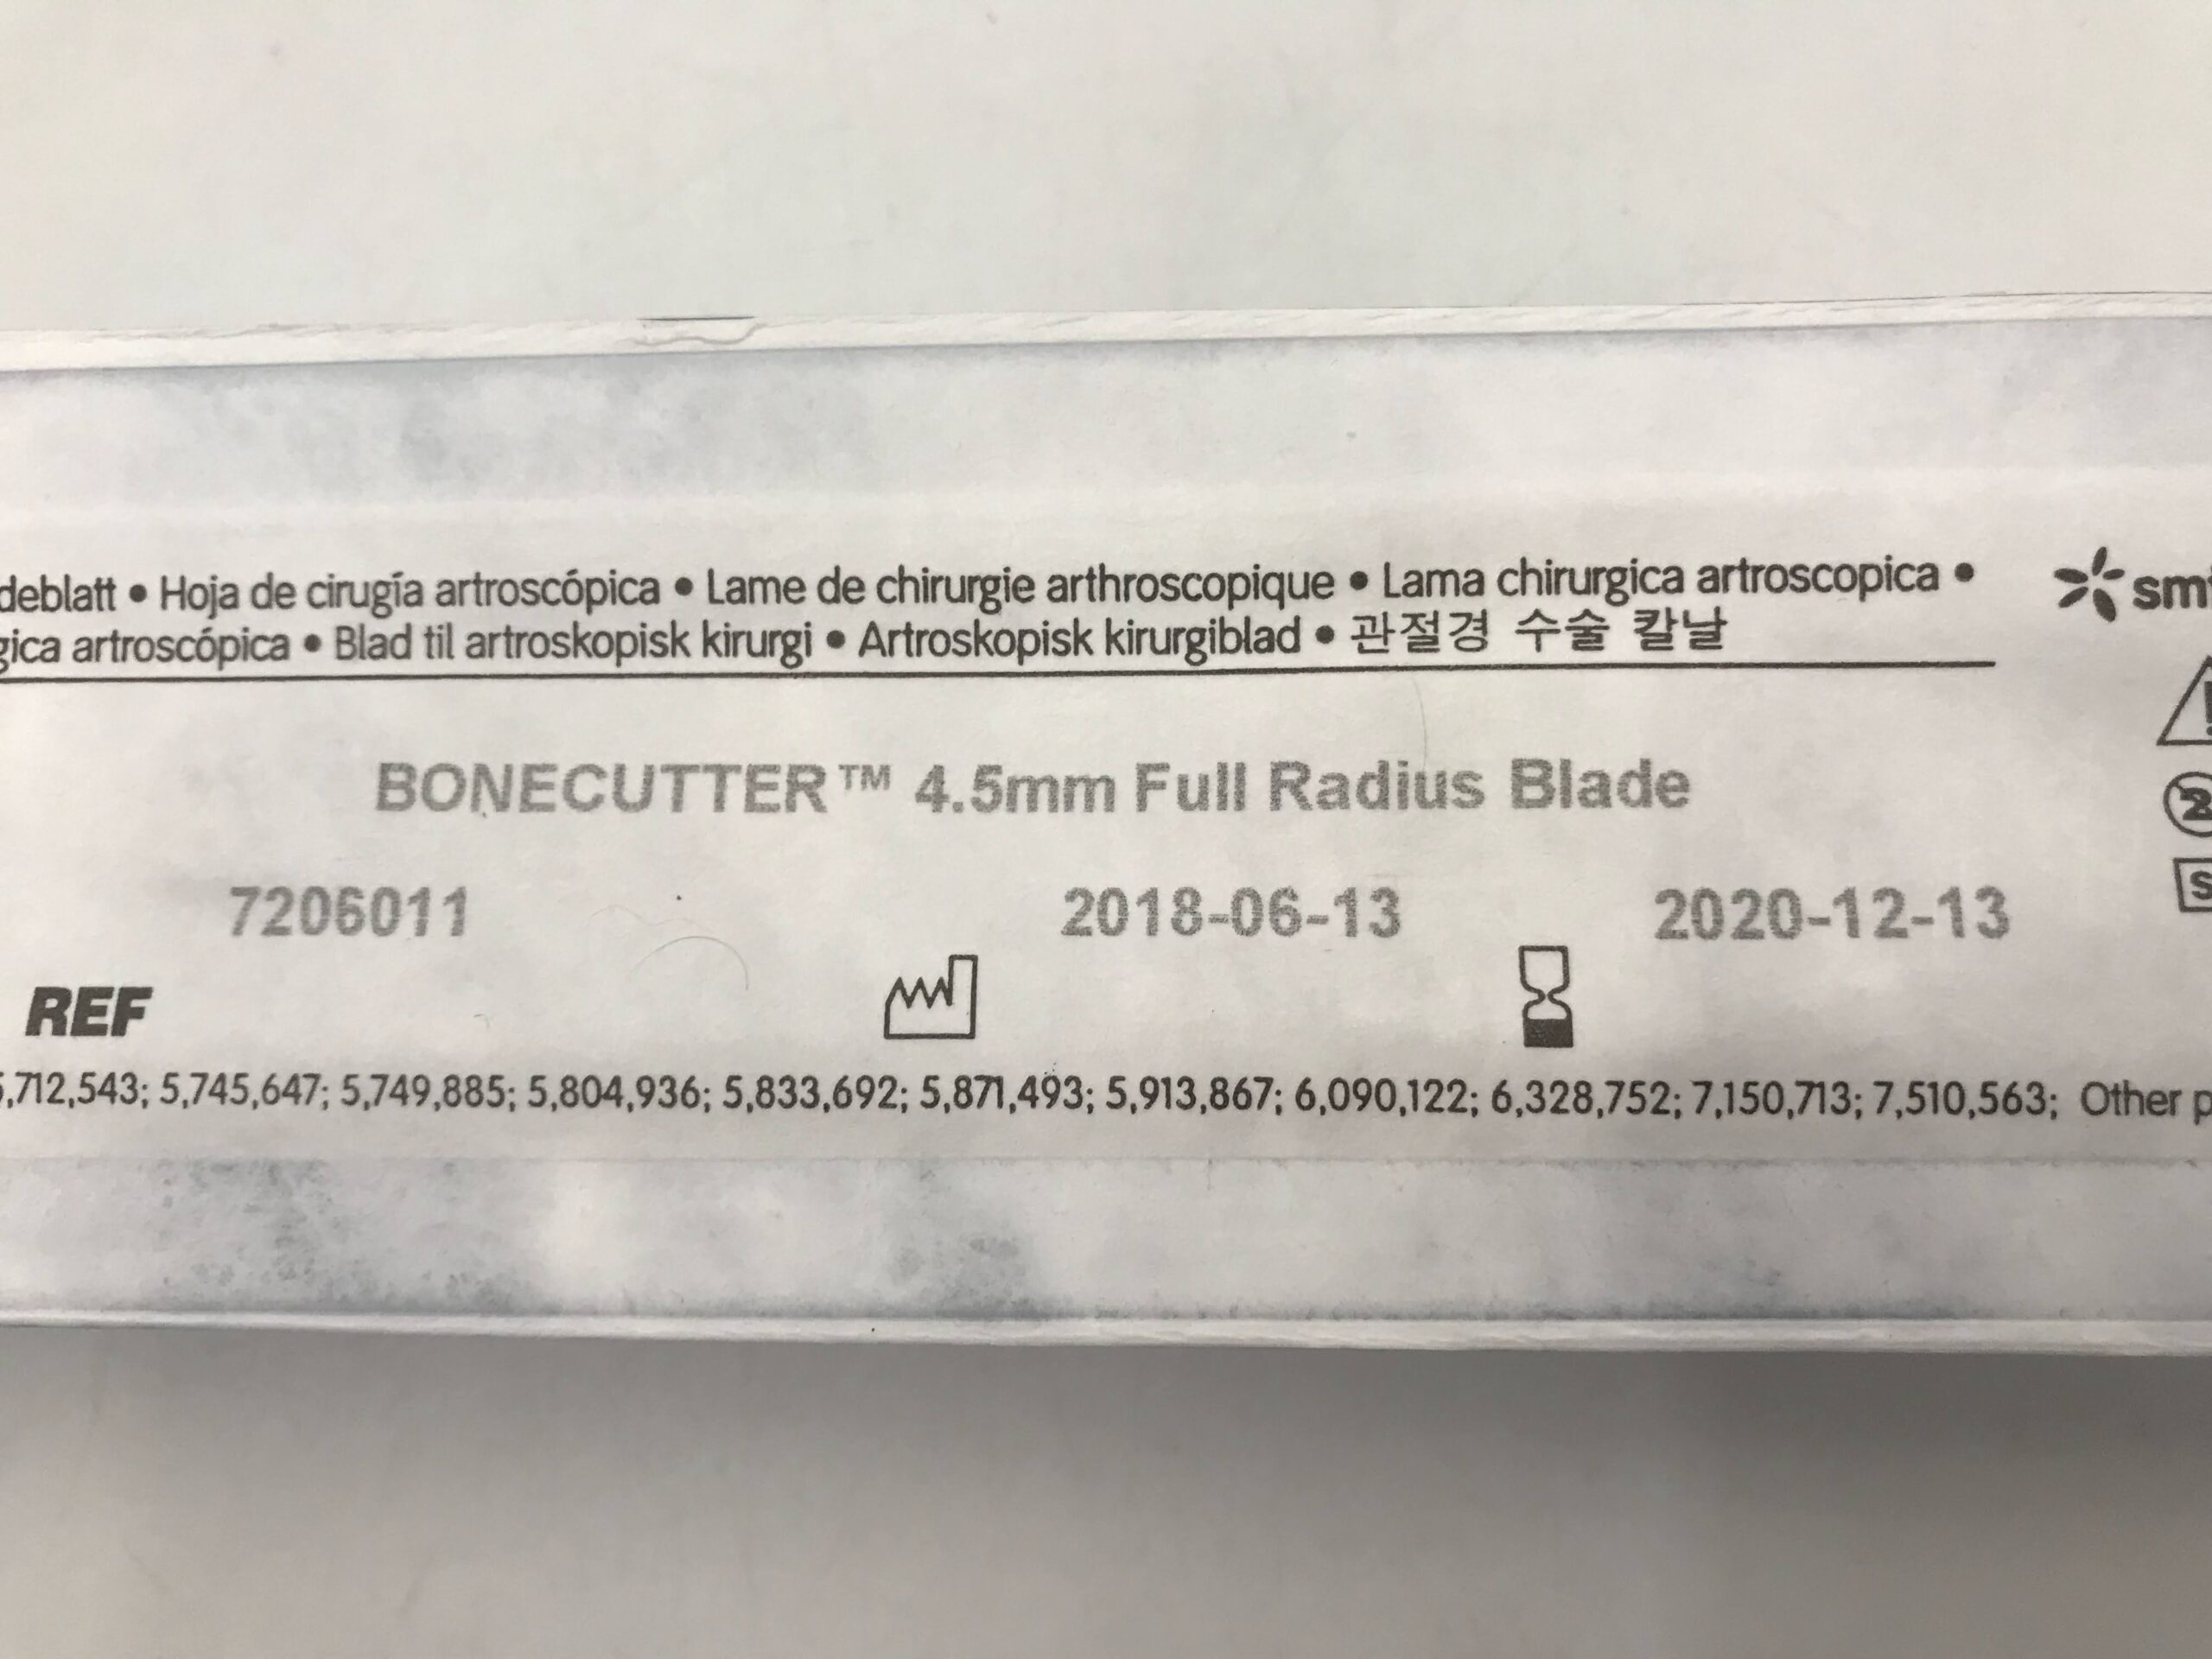 deblatt • Hoja de cirugía artroscópica • Lame de chirurgie arthroscopique • Lama chirurgica artroscopica •
gica artroscópica • Blad til artroskopisk kirurgi • Artroskopisk kirurgiblad • 관절경 수술 칼날
BONECUTTER™ 4.5mm Full Radius Blade
7206011 2018-06-13 2020-12-13
REF
,712,543; 5,745,647; 5,749,885; 5,804,936; 5,833,692; 5,871,493; 5,913,867; 6,090,122; 6,328,752; 7,150,713; 7,510,563; Other